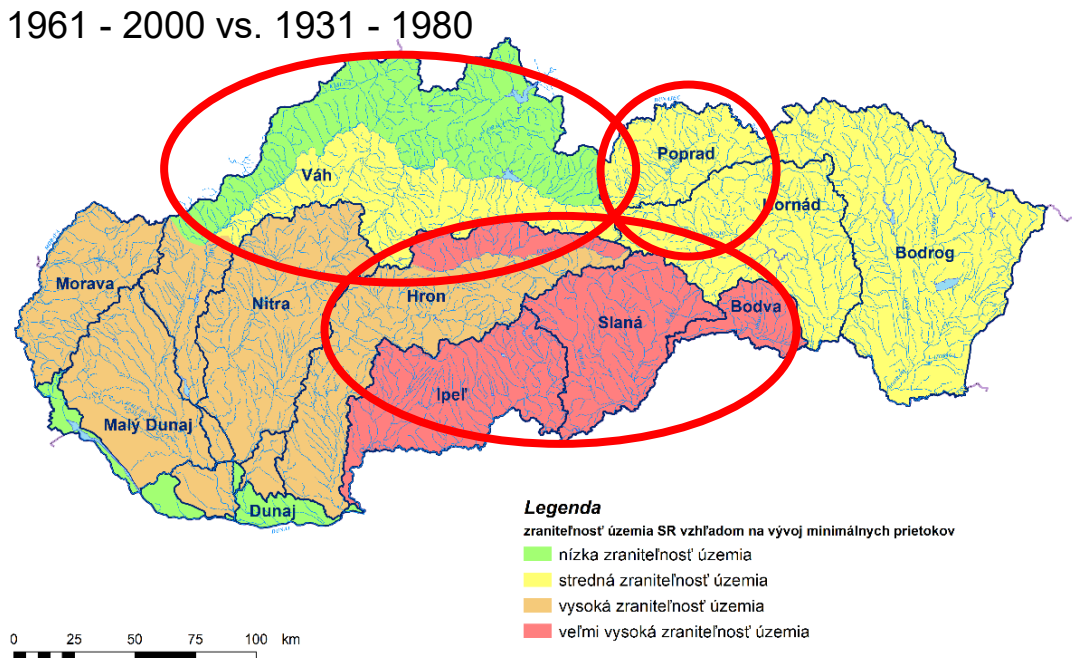 1961 - 2000 vs. 1931 - 1980
Poprad
Váh
Hornád
Bodrog
Morava
Nitra
Hron
Bodva
Slaná
Ipeľ
Malý Dunaj
Dunaj
Legenda
zraniteľnosť územia SR vzhľadom na vývoj minimálnych prietokov
nízka zraniteľnosť územia
stredná zraniteľnosť územia
vysoká zraniteľnosť územia
veľmi vysoká zraniteľnosť územia
0 25 50 75 100 km